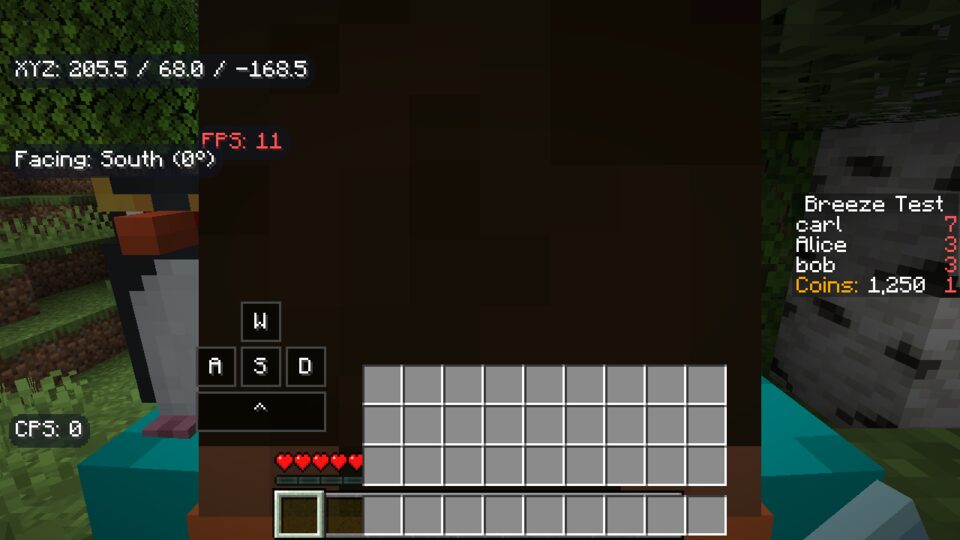 XYZ: 205.5 / 68.0 / -168.5
FPS: 11
Facing: South (0°)
Breeze Test
carl 7
Alice 3
bob 3
Coins: 1,250 1
W
A S D
^
CPS: 0